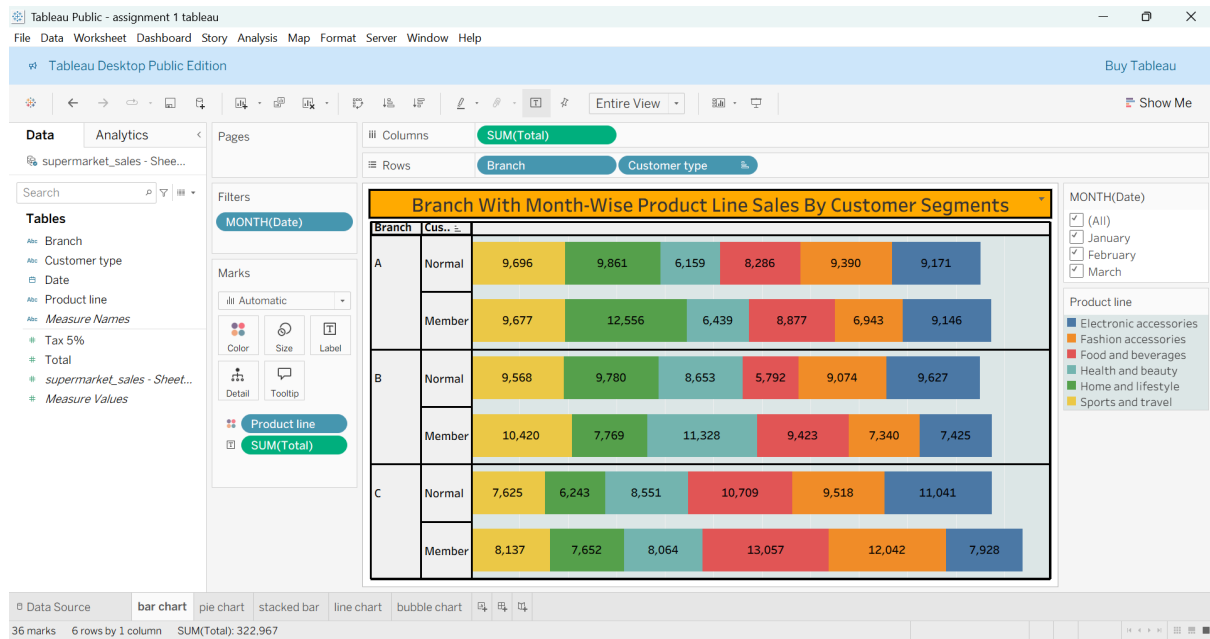 Tableau Public - assignment 1 tableau
File Data Worksheet Dashboard Story Analysis Map Format Server Window Help
Tableau Desktop Public Edition
Buy Tableau
Entire View
Show Me
Data
Analytics
supermarket_sales - Shee...
Search
Tables
Abc Branch
Abc Customer type
Date
Abc Product line
Abc Measure Names
# Tax 5%
# Total
# supermarket_sales - Sheet...
# Measure Values
Pages
Filters
MONTH(Date)
Marks
Automatic
Color Size Label
Detail Tooltip
Product line
SUM(Total)
Columns SUM(Total)
Rows Branch Customer type
Branch With Month-Wise Product Line Sales By Customer Segments
Branch Cus..
A Normal 9,696 9,861 6,159 8,286 9,390 9,171
Member 9,677 12,556 6,439 8,877 6,943 9,146
B Normal 9,568 9,780 8,653 5,792 9,074 9,627
Member 10,420 7,769 11,328 9,423 7,340 7,425
C Normal 7,625 6,243 8,551 10,709 9,518 11,041
Member 8,137 7,652 8,064 13,057 12,042 7,928
MONTH(Date)
(All)
January
February
March
Product line
Electronic accessories
Fashion accessories
Food and beverages
Health and beauty
Home and lifestyle
Sports and travel
Data Source bar chart pie chart stacked bar line chart bubble chart
36 marks 6 rows by 1 column SUM(Total): 322,967